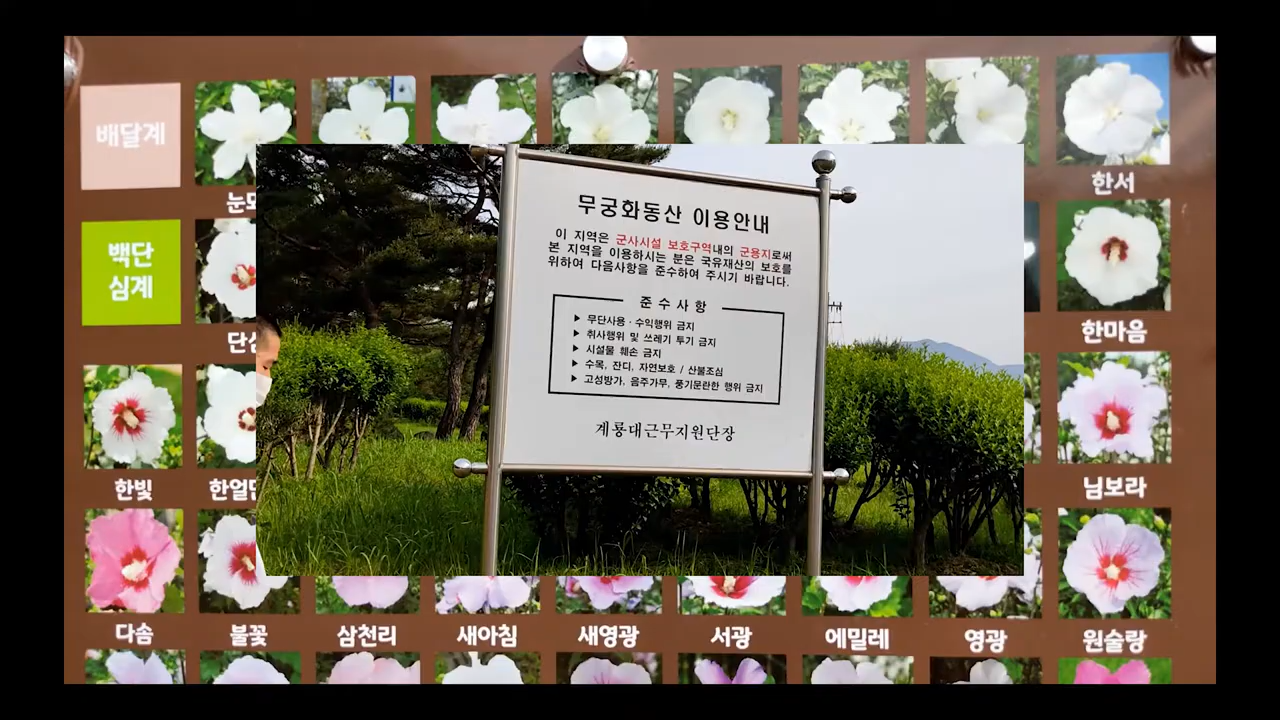 배달계
한서
백단
심계
한마음
한빛
님보라
다솜
불꽃
삼천리
새아침
새영광
서광
에밀레
영광
원술랑
무궁화동산 이용안내
이 지역은 군사시설 보호구역내의 군용지로써
본 지역을 이용하시는 분은 국유재산의 보호를
위하여 다음사항을 준수하여 주시기 바랍니다.
준수사항
▶ 무단사용·수익행위 금지
▶ 취사행위 및 쓰레기 투기 금지
▶ 시설물 훼손 금지
▶ 수목, 잔디, 자연보호 / 산불조심
▶ 고성방가, 음주가무, 풍기문란한 행위 금지
계룡대근무지원단장